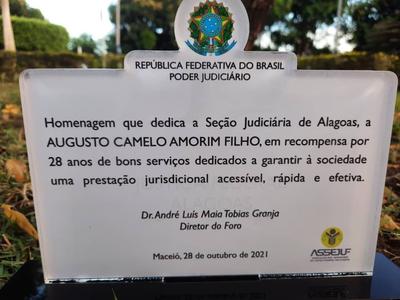 REPÚBLICA FEDERATIVA DO BRASIL
PODER JUDICIÁRIO
Homenagem que dedica a Seção Judiciária de Alagoas, a
AUGUSTO CAMELO AMORIM FILHO, em recompensa por
28 anos de bons serviços dedicados a garantir à sociedade
uma prestação jurisdicional acessível, rápida e efetiva.
Dr. André Luís Maia Tobias Granja
Diretor do Foro
Maceió, 28 de outubro de 2021
ASSEJUF